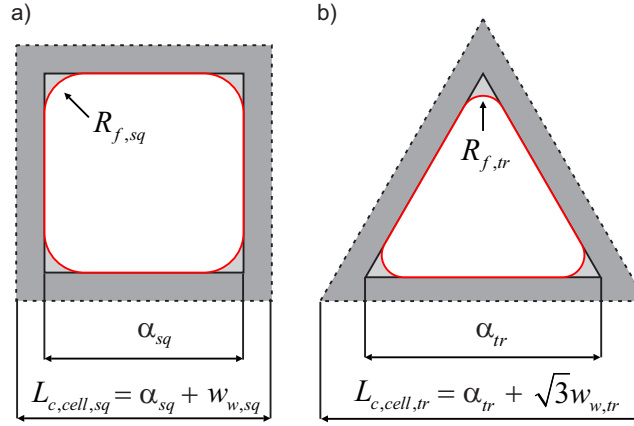 a)
b)
R_{f,sq}
R_{f,tr}
α_{sq}
α_{tr}
L_{c,cell,sq} = α_{sq} + w_{w,sq}
L_{c,cell,tr} = α_{tr} + √3w_{w,tr}